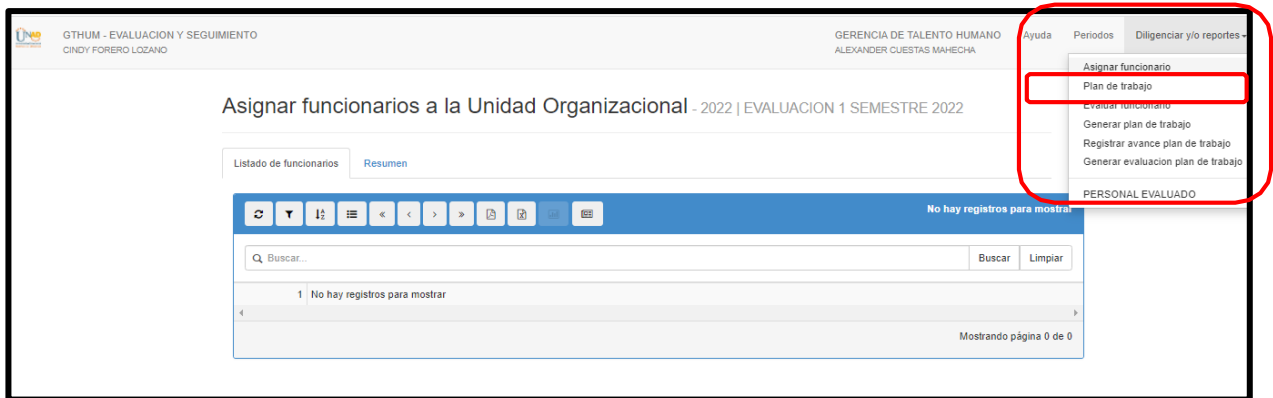 UNAD
GTHUM - EVALUACION Y SEGUIMIENTO
CINDY FORERO LOZANO
GERENCIA DE TALENTO HUMANO
ALEXANDER CUESTAS MAHECHA
Ayuda
Periodos
Diligenciar y/o reportes
Asignar funcionario
Plan de trabajo
Evaluar funcionario
Generar plan de trabajo
Registrar avance plan de trabajo
Generar evaluacion plan de trabajo
PERSONAL EVALUADO
Asignar funcionarios a la Unidad Organizacional - 2022 | EVALUACION 1 SEMESTRE 2022
Listado de funcionarios
Resumen
No hay registros para mostrar
Buscar...
Buscar
Limpiar
1 No hay registros para mostrar
Mostrando página 0 de 0